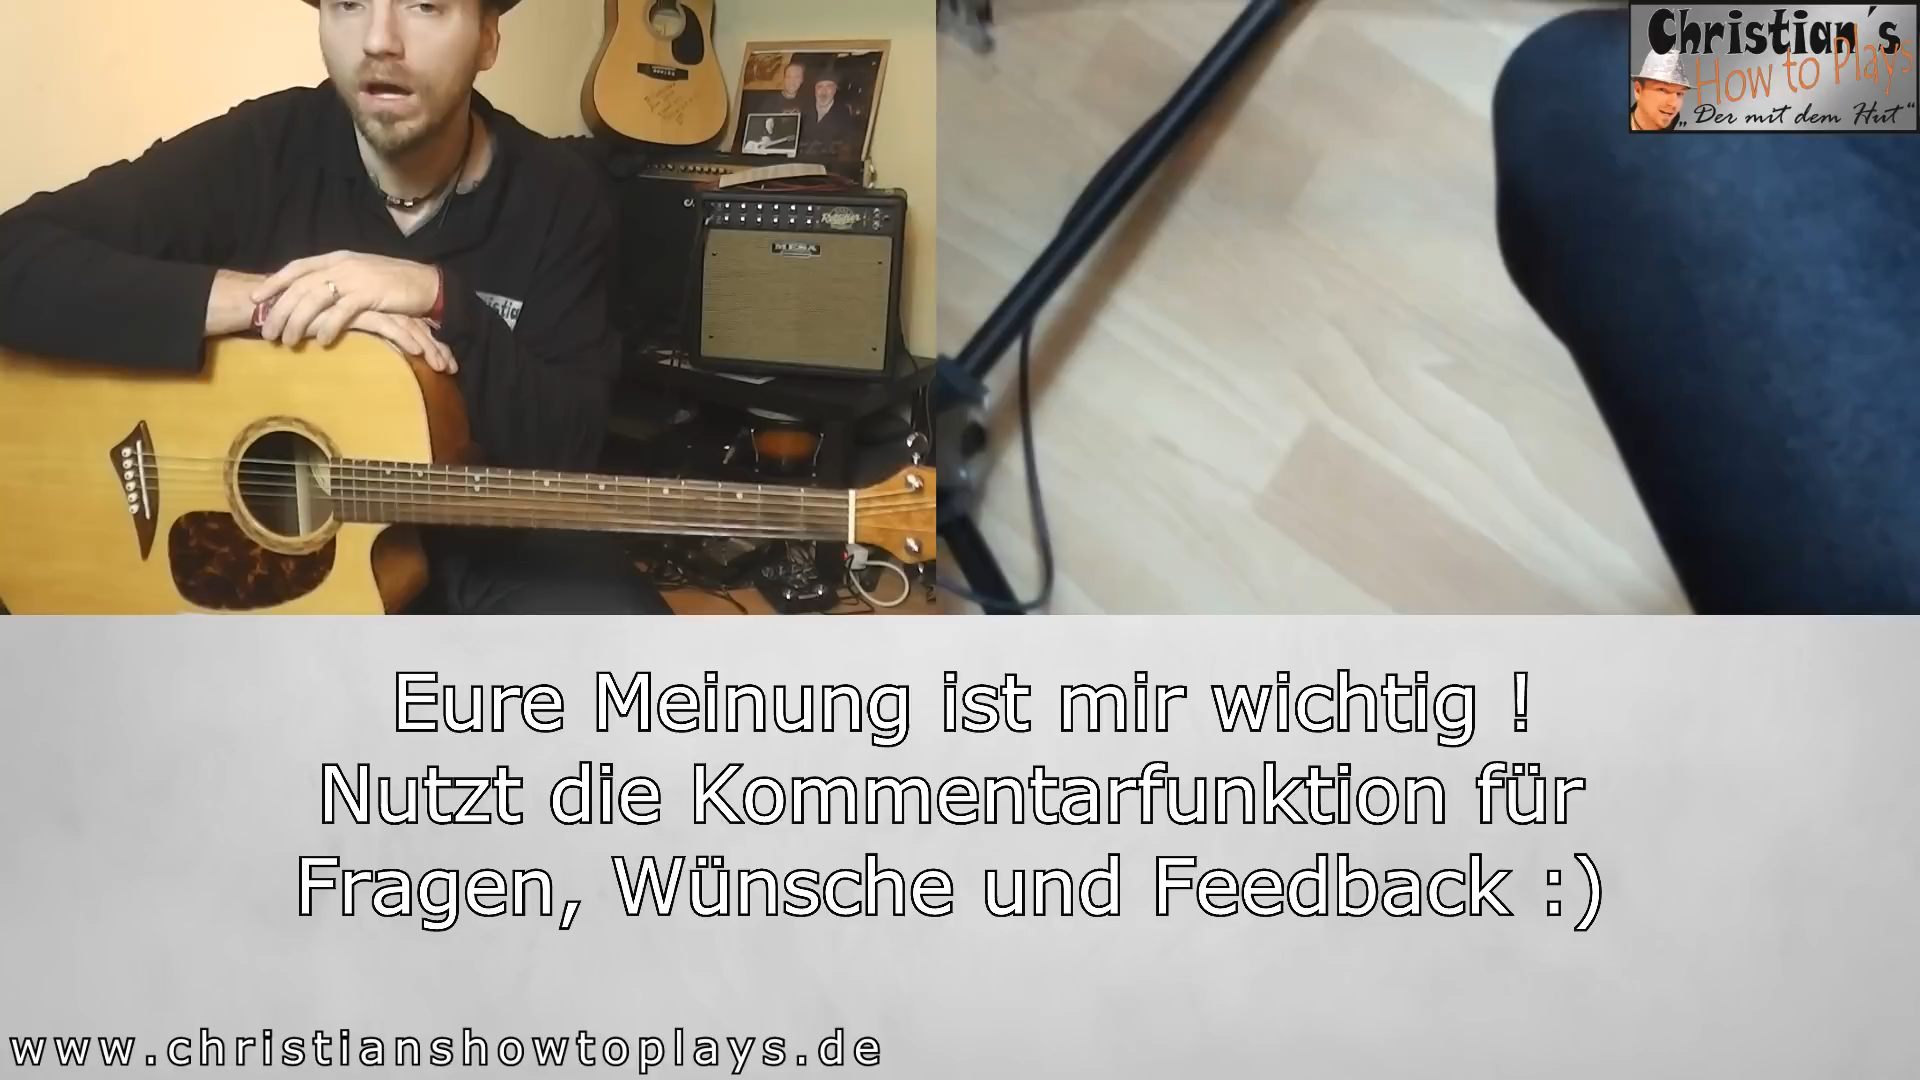 Christian´s
How to Plays
„Der mit dem Hut“
MESA
Eure Meinung ist mir wichtig !
Nutzt die Kommentarfunktion für
Fragen, Wünsche und Feedback :)
www.christianshowtoplays.de